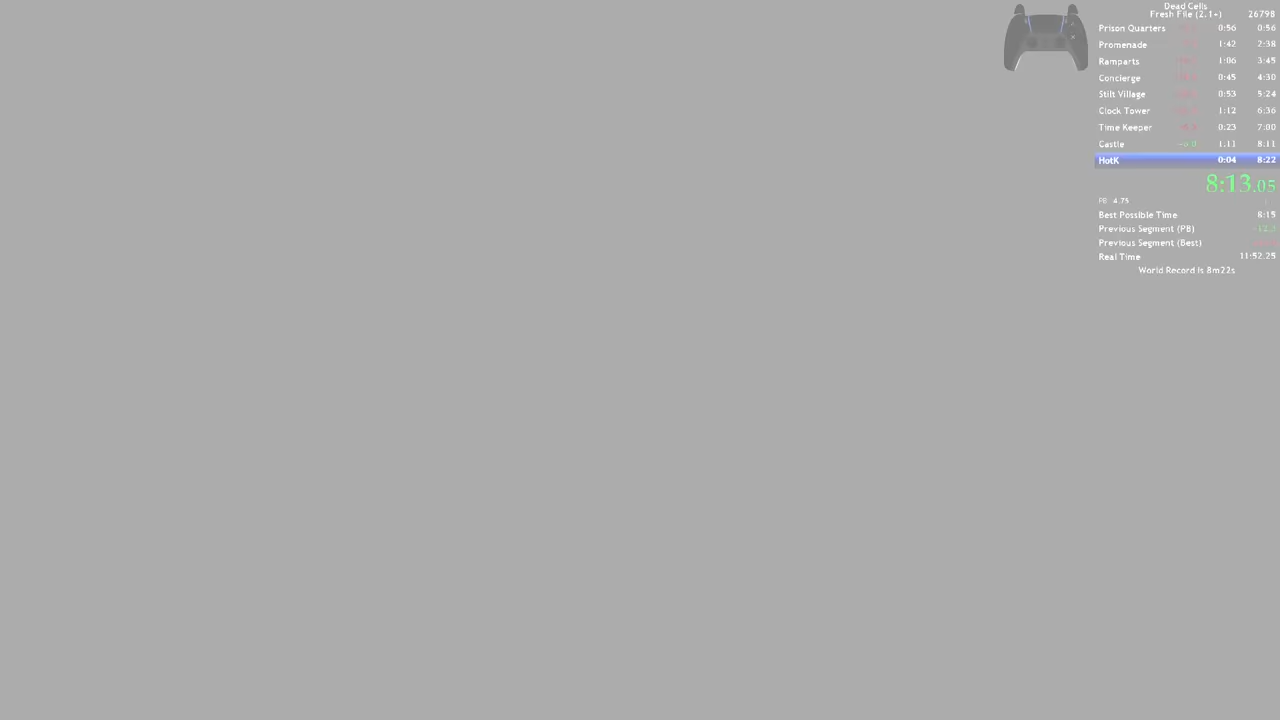 Dead Cells
Fresh File (2.1+) 26798
Prison Quarters 0:56 0:56
Promenade 1:42 2:38
Ramparts 1:06 3:45
Concierge 0:45 4:30
Stilt Village 0:53 5:24
Clock Tower 1:12 6:36
Time Keeper 0:23 7:00
Castle 1:11 8:11
HotK 0:04 8:22
8:13.05
PB 4.75
Best Possible Time 8:15
Previous Segment (PB)
Previous Segment (Best)
Real Time 11:52.25
World Record is 8m22s